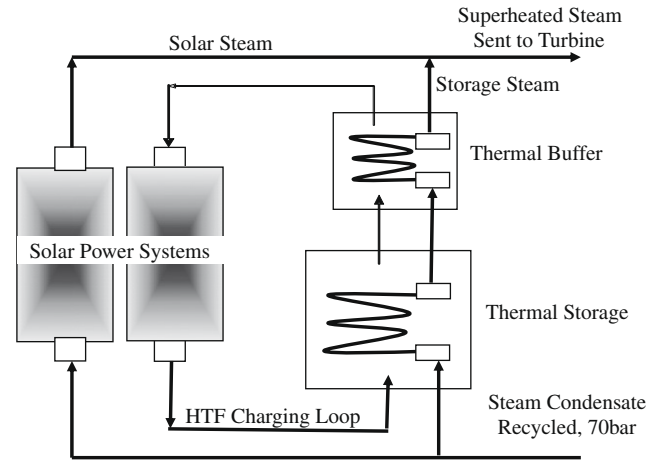 Superheated Steam
Sent to Turbine
Solar Steam
Storage Steam
Thermal Buffer
Solar Power Systems
Thermal Storage
HTF Charging Loop
Steam Condensate
Recycled, 70bar